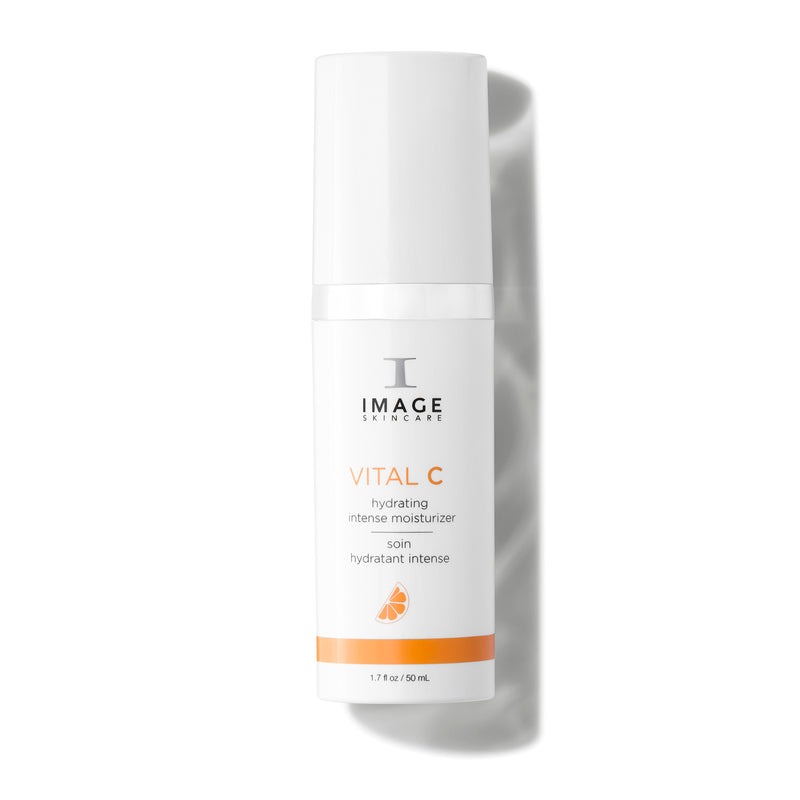 I
IMAGE
SKINCARE
VITAL C
hydrating
intense moisturizer
soin
hydratant intense
1.7 fl oz / 50 mL